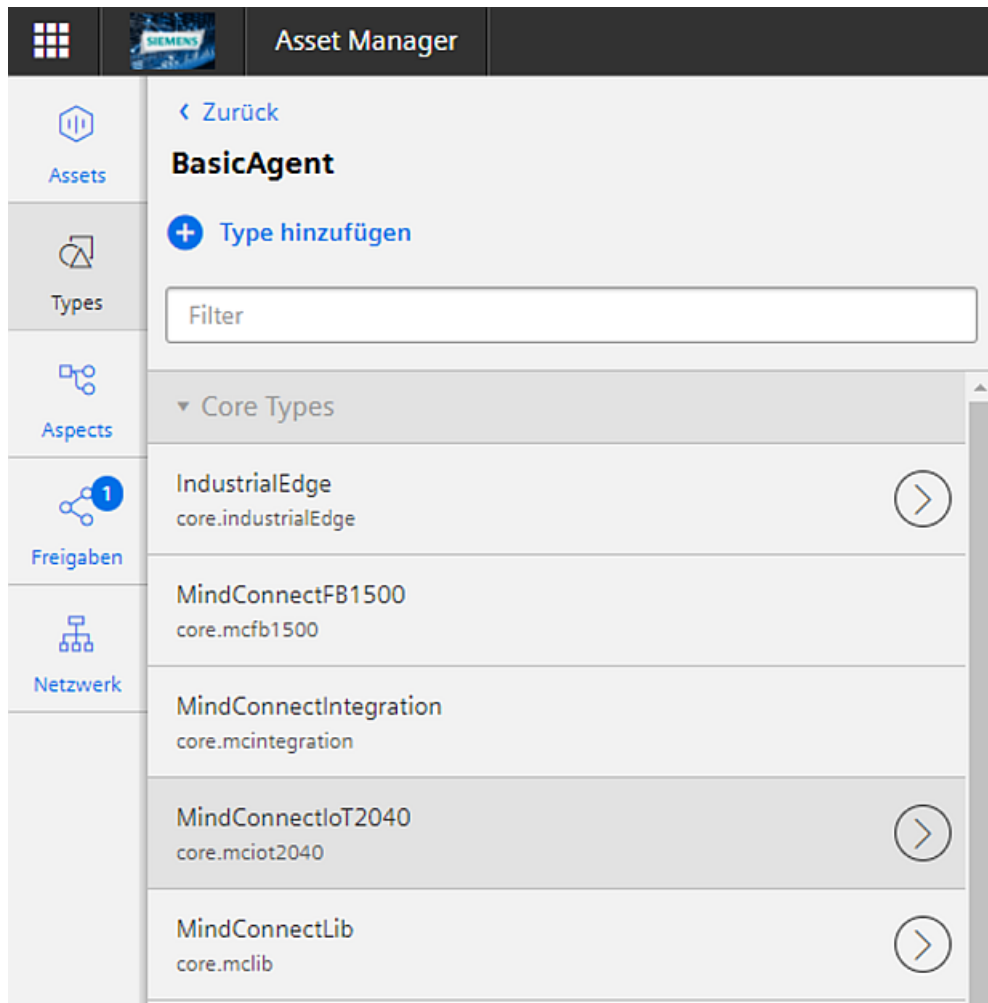 SIEMENS
Asset Manager
Assets
Types
Aspects
1
Freigaben
Netzwerk
Zurück
BasicAgent
Type hinzufügen
Filter
Core Types
IndustrialEdge
core.industrialEdge
MindConnectFB1500
core.mcfb1500
MindConnectIntegration
core.mcintegration
MindConnectIoT2040
core.mciot2040
MindConnectLib
core.mclib